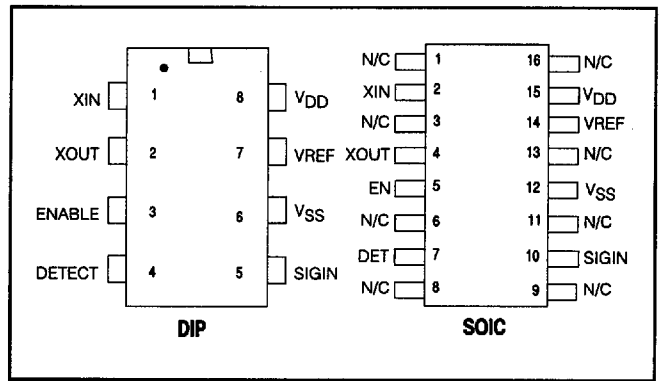 XIN 1 8 VDD
XOUT 2 7 VREF
ENABLE 3 6 VSS
DETECT 4 5 SIGIN
DIP
N/C 1 16 N/C
XIN 2 15 VDD
N/C 3 14 VREF
XOUT 4 13 N/C
EN 5 12 VSS
N/C 6 11 N/C
DET 7 10 SIGIN
N/C 8 9 N/C
SOIC